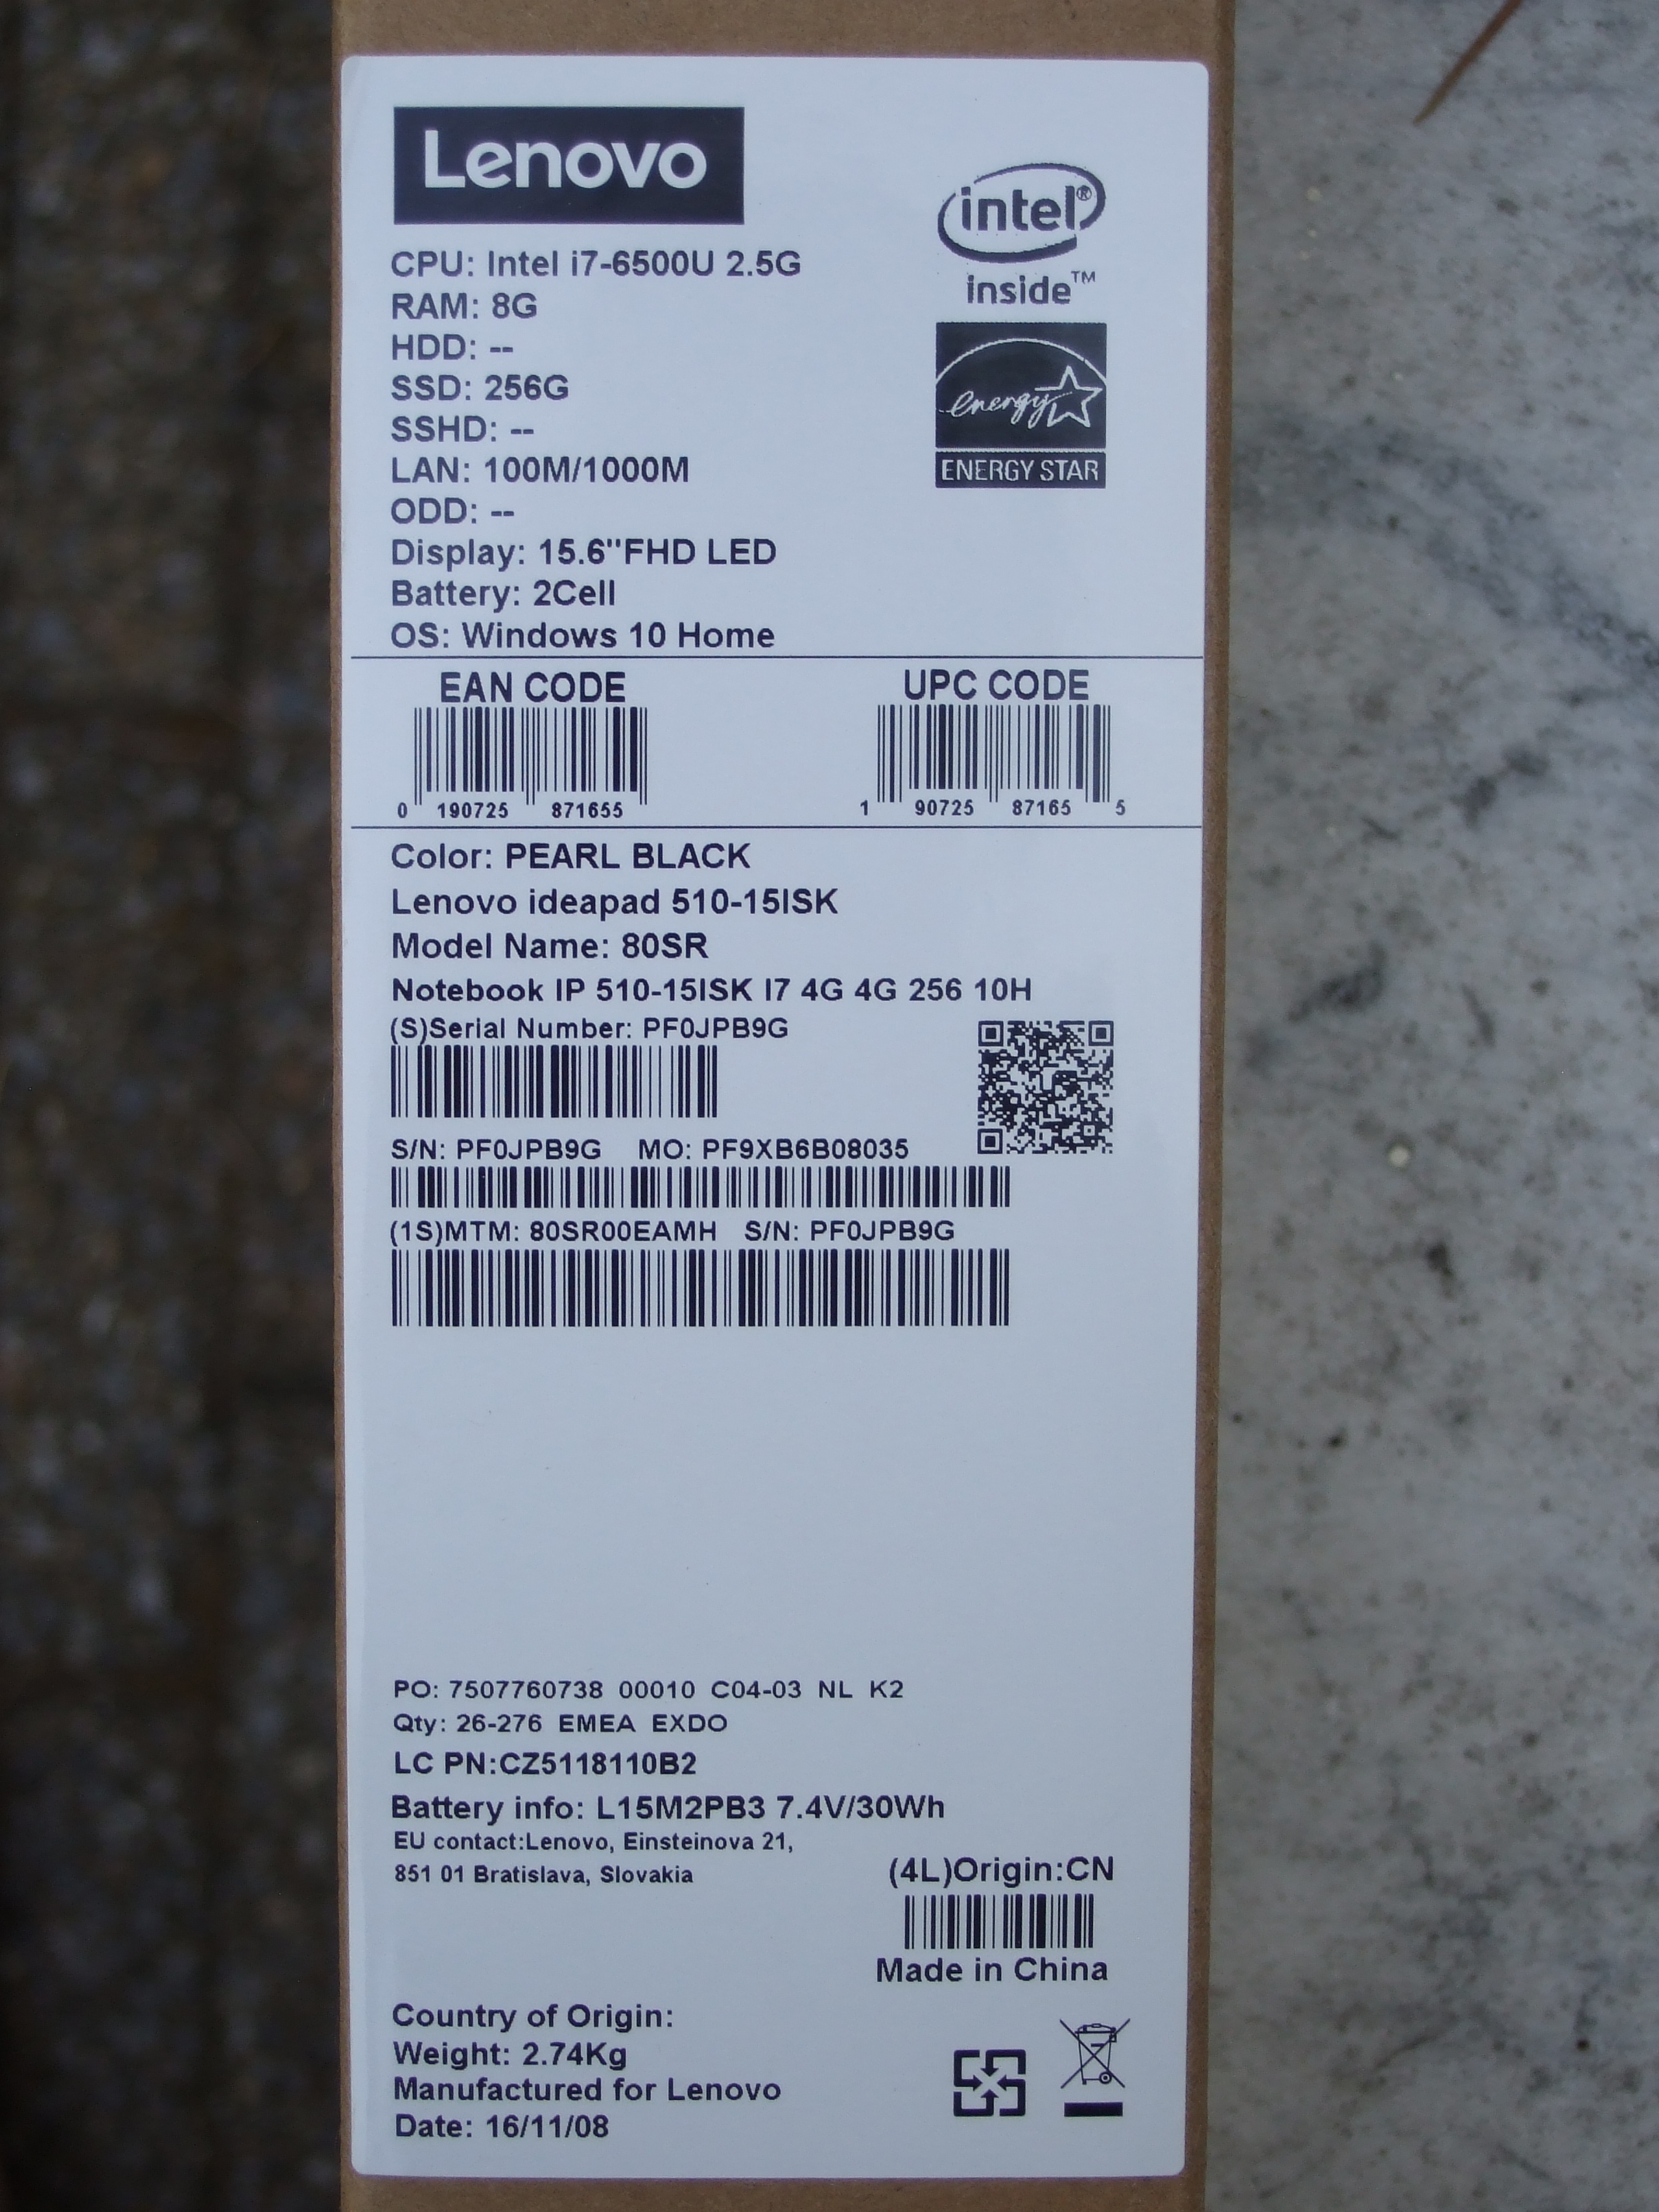 Lenovo
intel®
inside™
CPU: Intel i7-6500U 2.5G
RAM: 8G
HDD: --
SSD: 256G
SSHD: --
LAN: 100M/1000M
ODD: --
Display: 15.6"FHD LED
Battery: 2Cell
OS: Windows 10 Home
energy
ENERGY STAR
EAN CODE
0 190725 871655
UPC CODE
1 90725 87165 5
Color: PEARL BLACK
Lenovo ideapad 510-15ISK
Model Name: 80SR
Notebook IP 510-15ISK I7 4G 4G 256 10H
(S)Serial Number: PF0JPB9G
S/N: PF0JPB9G MO: PF9XB6B08035
(1S)MTM: 80SR00EAMH S/N: PF0JPB9G
PO: 7507760738 00010 C04-03 NL K2
Qty: 26-276 EMEA EXDO
LC PN:CZ5118110B2
Battery info: L15M2PB3 7.4V/30Wh
EU contact:Lenovo, Einsteinova 21,
851 01 Bratislava, Slovakia
(4L)Origin:CN
Made in China
Country of Origin:
Weight: 2.74Kg
Manufactured for Lenovo
Date: 16/11/08